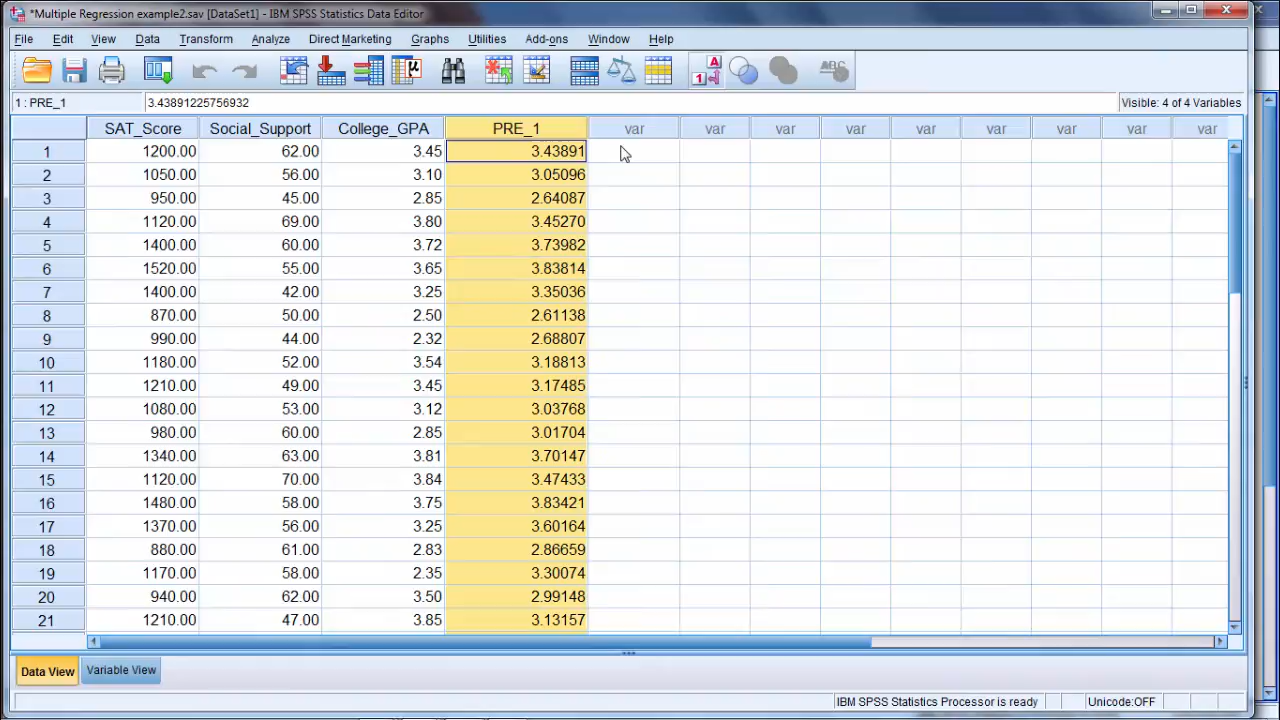 *Multiple Regression example2.sav [DataSet1] - IBM SPSS Statistics Data Editor
File Edit View Data Transform Analyze Direct Marketing Graphs Utilities Add-ons Window Help
1 : PRE_1 3.43891225756932 Visible: 4 of 4 Variables
SAT_Score Social_Support College_GPA PRE_1 var var var var var var var var
1 1200.00 62.00 3.45 3.43891
2 1050.00 56.00 3.10 3.05096
3 950.00 45.00 2.85 2.64087
4 1120.00 69.00 3.80 3.45270
5 1400.00 60.00 3.72 3.73982
6 1520.00 55.00 3.65 3.83814
7 1400.00 42.00 3.25 3.35036
8 870.00 50.00 2.50 2.61138
9 990.00 44.00 2.32 2.68807
10 1180.00 52.00 3.54 3.18813
11 1210.00 49.00 3.45 3.17485
12 1080.00 53.00 3.12 3.03768
13 980.00 60.00 2.85 3.01704
14 1340.00 63.00 3.81 3.70147
15 1120.00 70.00 3.84 3.47433
16 1480.00 58.00 3.75 3.83421
17 1370.00 56.00 3.25 3.60164
18 880.00 61.00 2.83 2.86659
19 1170.00 58.00 2.35 3.30074
20 940.00 62.00 3.50 2.99148
21 1210.00 47.00 3.85 3.13157
Data View Variable View
IBM SPSS Statistics Processor is ready Unicode:OFF